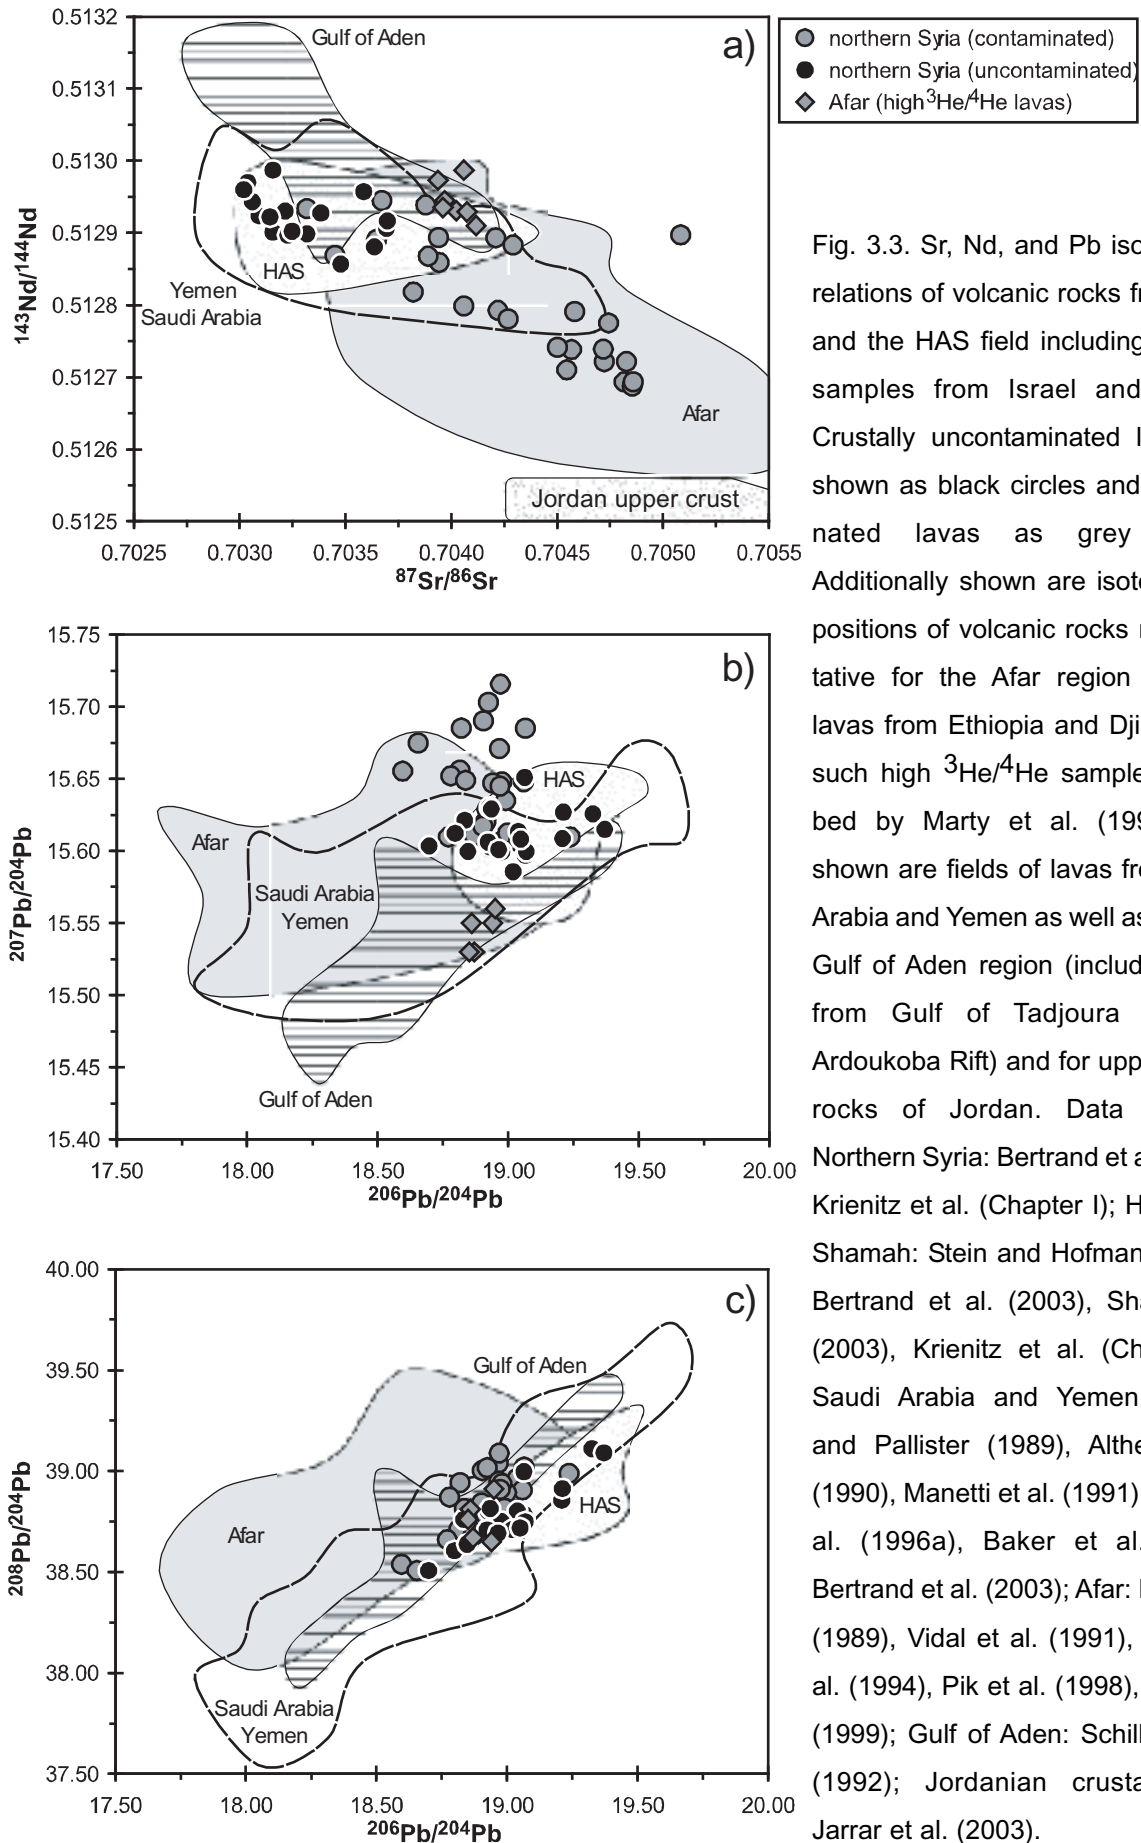 0.5132
0.5131
0.5130
0.5129
0.5128
0.5127
0.5126
0.5125
143Nd/144Nd
Gulf of Aden
a)
HAS
Yemen
Saudi Arabia
Afar
Jordan upper crust
0.7025 0.7030 0.7035 0.7040 0.7045 0.7050 0.7055
87Sr/86Sr
northern Syria (contaminated)
northern Syria (uncontaminated)
Afar (high 3He/4He lavas)
15.75
15.70
15.65
15.60
15.55
15.50
15.45
15.40
207Pb/204Pb
b)
HAS
Afar
Saudi Arabia
Yemen
Gulf of Aden
17.50 18.00 18.50 19.00 19.50 20.00
206Pb/204Pb
40.00
39.50
39.00
38.50
38.00
37.50
208Pb/204Pb
c)
Gulf of Aden
Afar
HAS
Saudi Arabia
Yemen
17.50 18.00 18.50 19.00 19.50 20.00
206Pb/204Pb
Fig. 3.3. Sr, Nd, and Pb iso
relations of volcanic rocks fr
and the HAS field including
samples from Israel and
Crustally uncontaminated l
shown as black circles and
nated lavas as grey
Additionally shown are isot
positions of volcanic rocks
tative for the Afar region
lavas from Ethiopia and Dji
such high 3He/4He sample
bed by Marty et al. (199
shown are fields of lavas fr
Arabia and Yemen as well as
Gulf of Aden region (includ
from Gulf of Tadjoura
Ardoukoba Rift) and for upp
rocks of Jordan. Data
Northern Syria: Bertrand et a
Krienitz et al. (Chapter I); H
Shamah: Stein and Hofman
Bertrand et al. (2003), Sha
(2003), Krienitz et al. (Ch
Saudi Arabia and Yemen
and Pallister (1989), Althe
(1990), Manetti et al. (1991)
al. (1996a), Baker et al.
Bertrand et al. (2003); Afar:
(1989), Vidal et al. (1991),
al. (1994), Pik et al. (1998),
(1999); Gulf of Aden: Schill
(1992); Jordanian crusta
Jarrar et al. (2003).